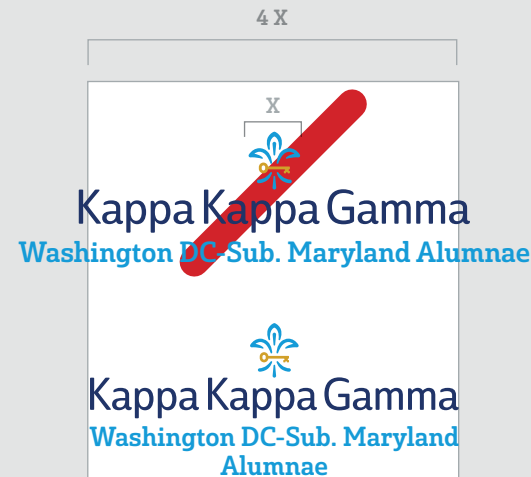 4 X
X
Kappa Kappa Gamma
Washington DC-Sub. Maryland Alumnae
Kappa Kappa Gamma
Washington DC-Sub. Maryland
Alumnae